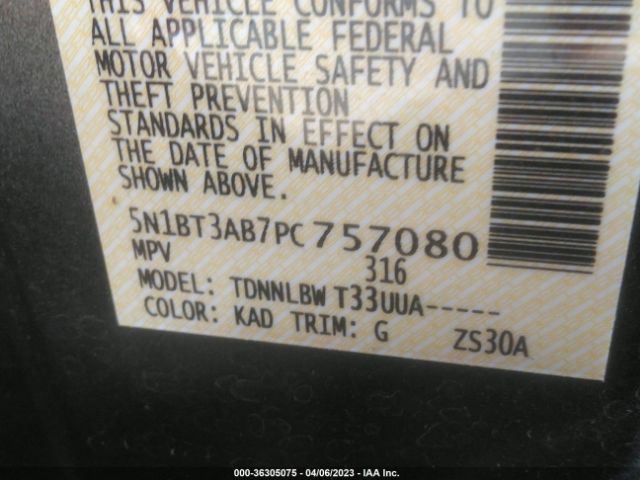 THIS VEHICLE CONFORMS TO
ALL APPLICABLE FEDERAL
MOTOR VEHICLE SAFETY AND
THEFT PREVENTION
STANDARDS IN EFFECT ON
THE DATE OF MANUFACTURE
SHOWN ABOVE.
5N1BT3AB7PC757080
MPV 316
MODEL: TDNNLBW T33UUA-----
COLOR: KAD TRIM: G ZS30A
000-36305075 - 04/06/2023 - IAA Inc.